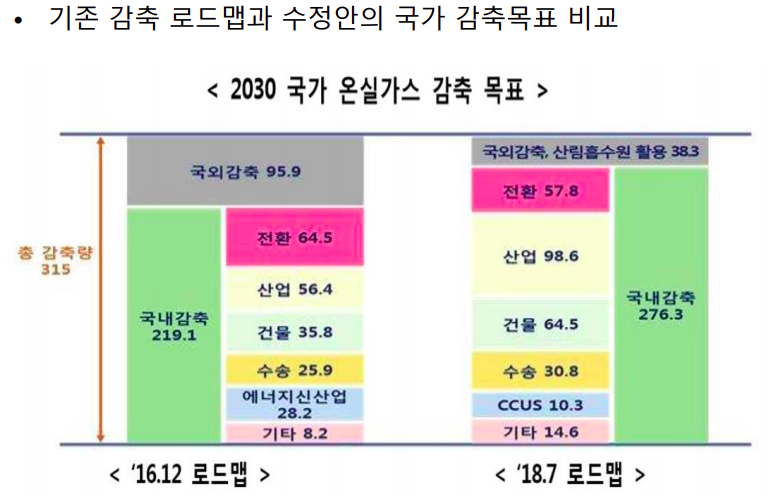 • 기존 감축 로드맵과 수정안의 국가 감축목표 비교
< 2030 국가 온실가스 감축 목표 >
총 감축량
315
국외감축 95.9
국내감축
219.1
전환 64.5
산업 56.4
건물 35.8
수송 25.9
에너지신산업
28.2
기타 8.2
< ‘16.12 로드맵 >
국외감축, 산림흡수원 활용 38.3
전환 57.8
산업 98.6
건물 64.5
수송 30.8
CCUS 10.3
기타 14.6
국내감축
276.3
< ‘18.7 로드맵 >